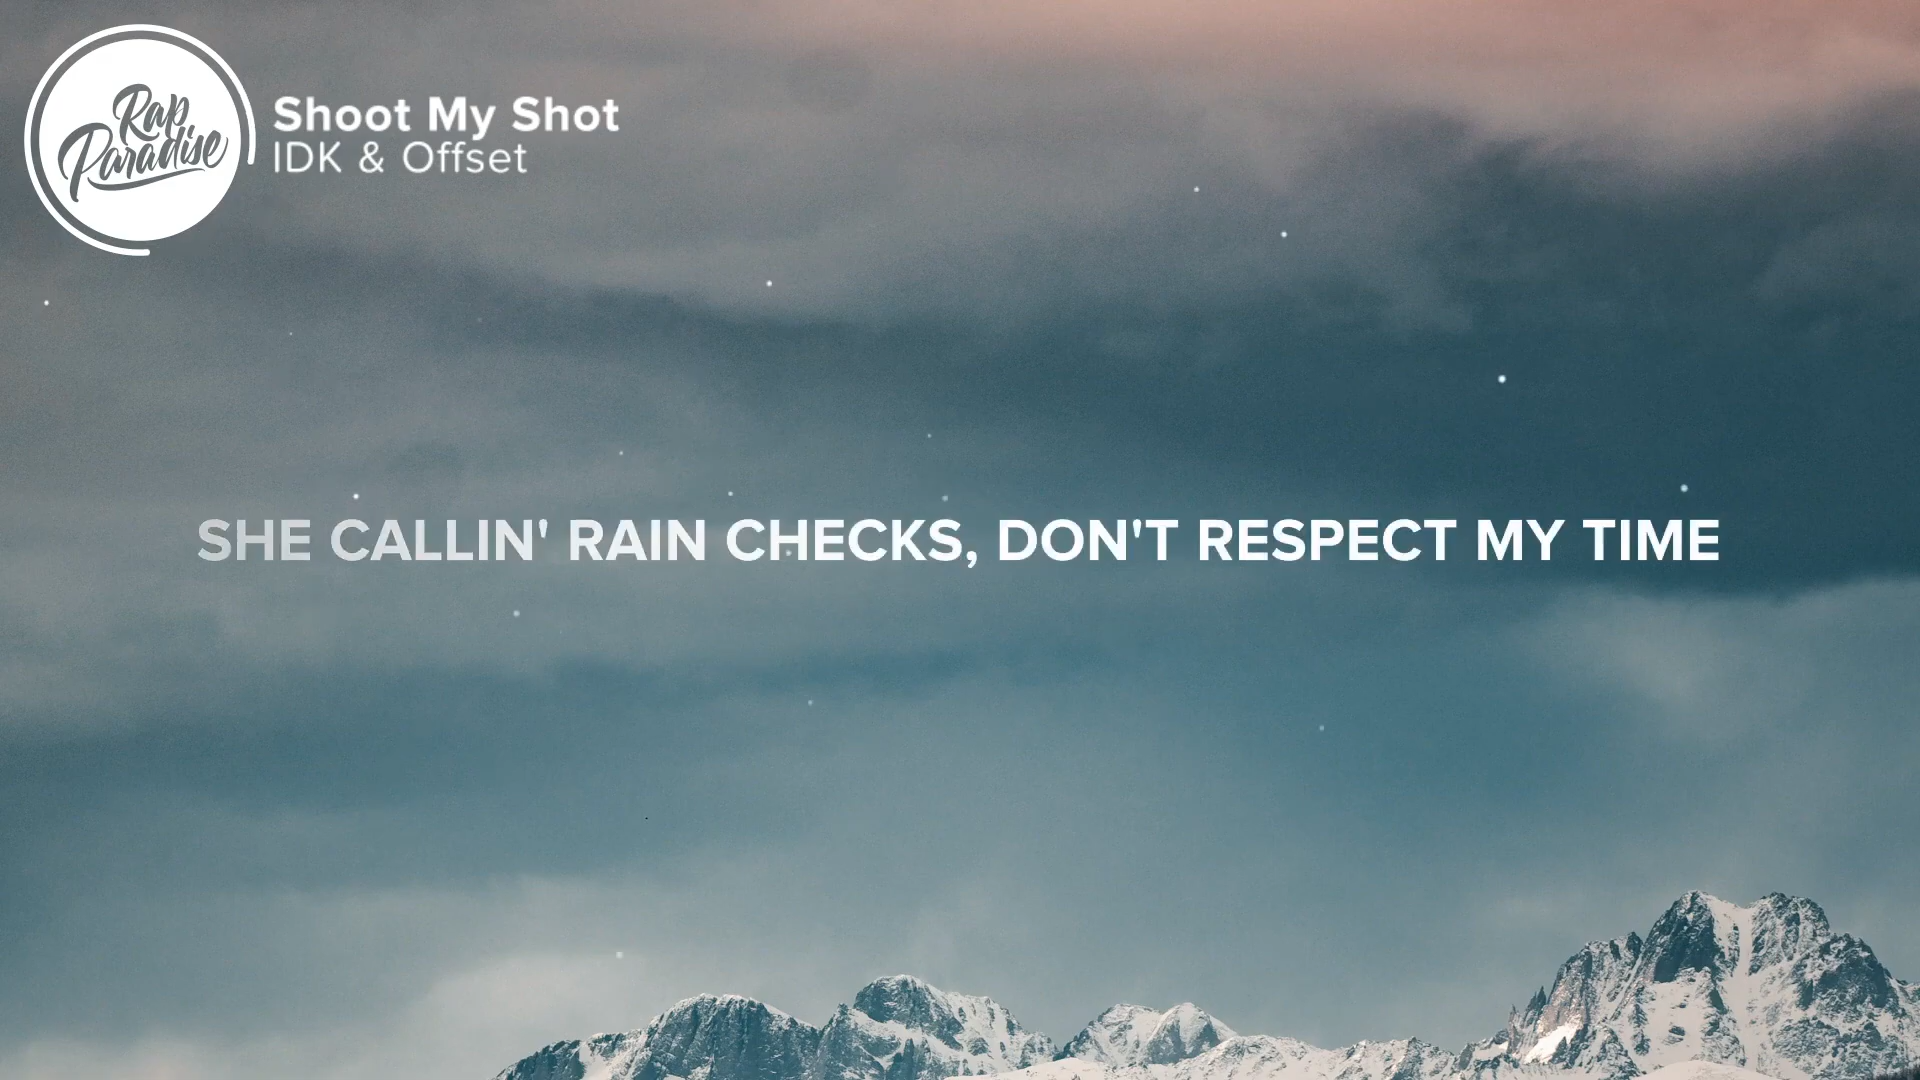 Rap
Paradise
Shoot My Shot
IDK & Offset
SHE CALLIN' RAIN CHECKS, DON'T RESPECT MY TIME